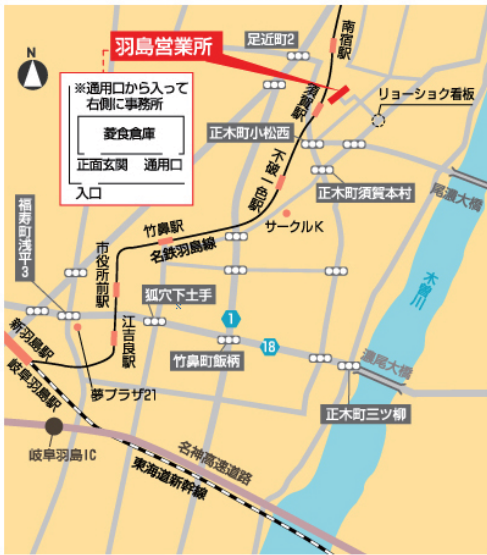 N
羽島営業所
足近町2
南宿駅
須賀駅
リョーショク看板
※通用口から入って
右側に事務所
菱食倉庫
正面玄関
通用口
入口
正木町小松西
不破一色駅
正木町須賀本村
尾濃大橋
サークルK
竹鼻駅
名鉄羽島線
福寿町浅平3
市役所前駅
木曽川
狐穴下土手
江吉良駅
1
18
新羽島駅
岐阜羽島駅
竹鼻町飯柄
濃尾大橋
夢プラザ21
正木町三ツ柳
岐阜羽島IC
名神高速道路
東海道新幹線